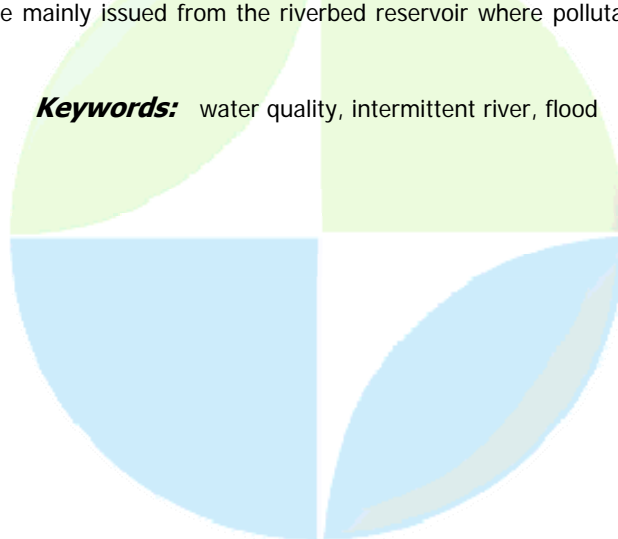 e mainly issued from the riverbed reservoir where polluta
Keywords: water quality, intermittent river, flood